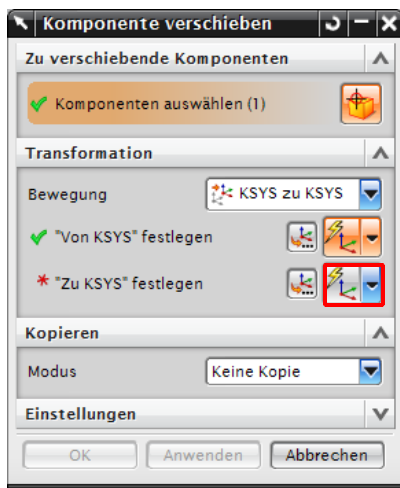 Komponente verschieben
Zu verschiebende Komponenten
Komponenten auswählen (1)
Transformation
Bewegung KSYS zu KSYS
"Von KSYS" festlegen
* "Zu KSYS" festlegen
Kopieren
Modus Keine Kopie
Einstellungen
OK Anwenden Abbrechen